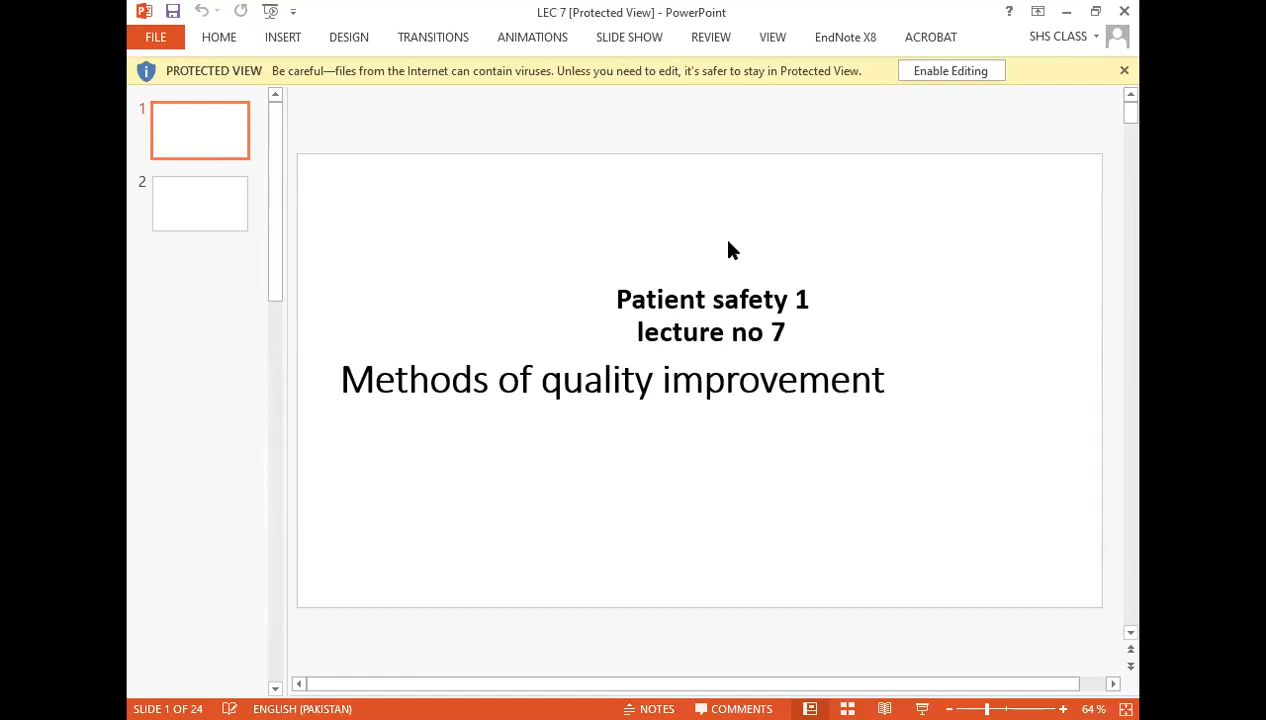 LEC 7 [Protected View] - PowerPoint
?
FILE HOME INSERT DESIGN TRANSITIONS ANIMATIONS SLIDE SHOW REVIEW VIEW EndNote X8 ACROBAT SHS CLASS
PROTECTED VIEW Be careful—files from the Internet can contain viruses. Unless you need to edit, it's safer to stay in Protected View. Enable Editing
1
2
Patient safety 1
lecture no 7
Methods of quality improvement
SLIDE 1 OF 24 ENGLISH (PAKISTAN) NOTES COMMENTS 64 %